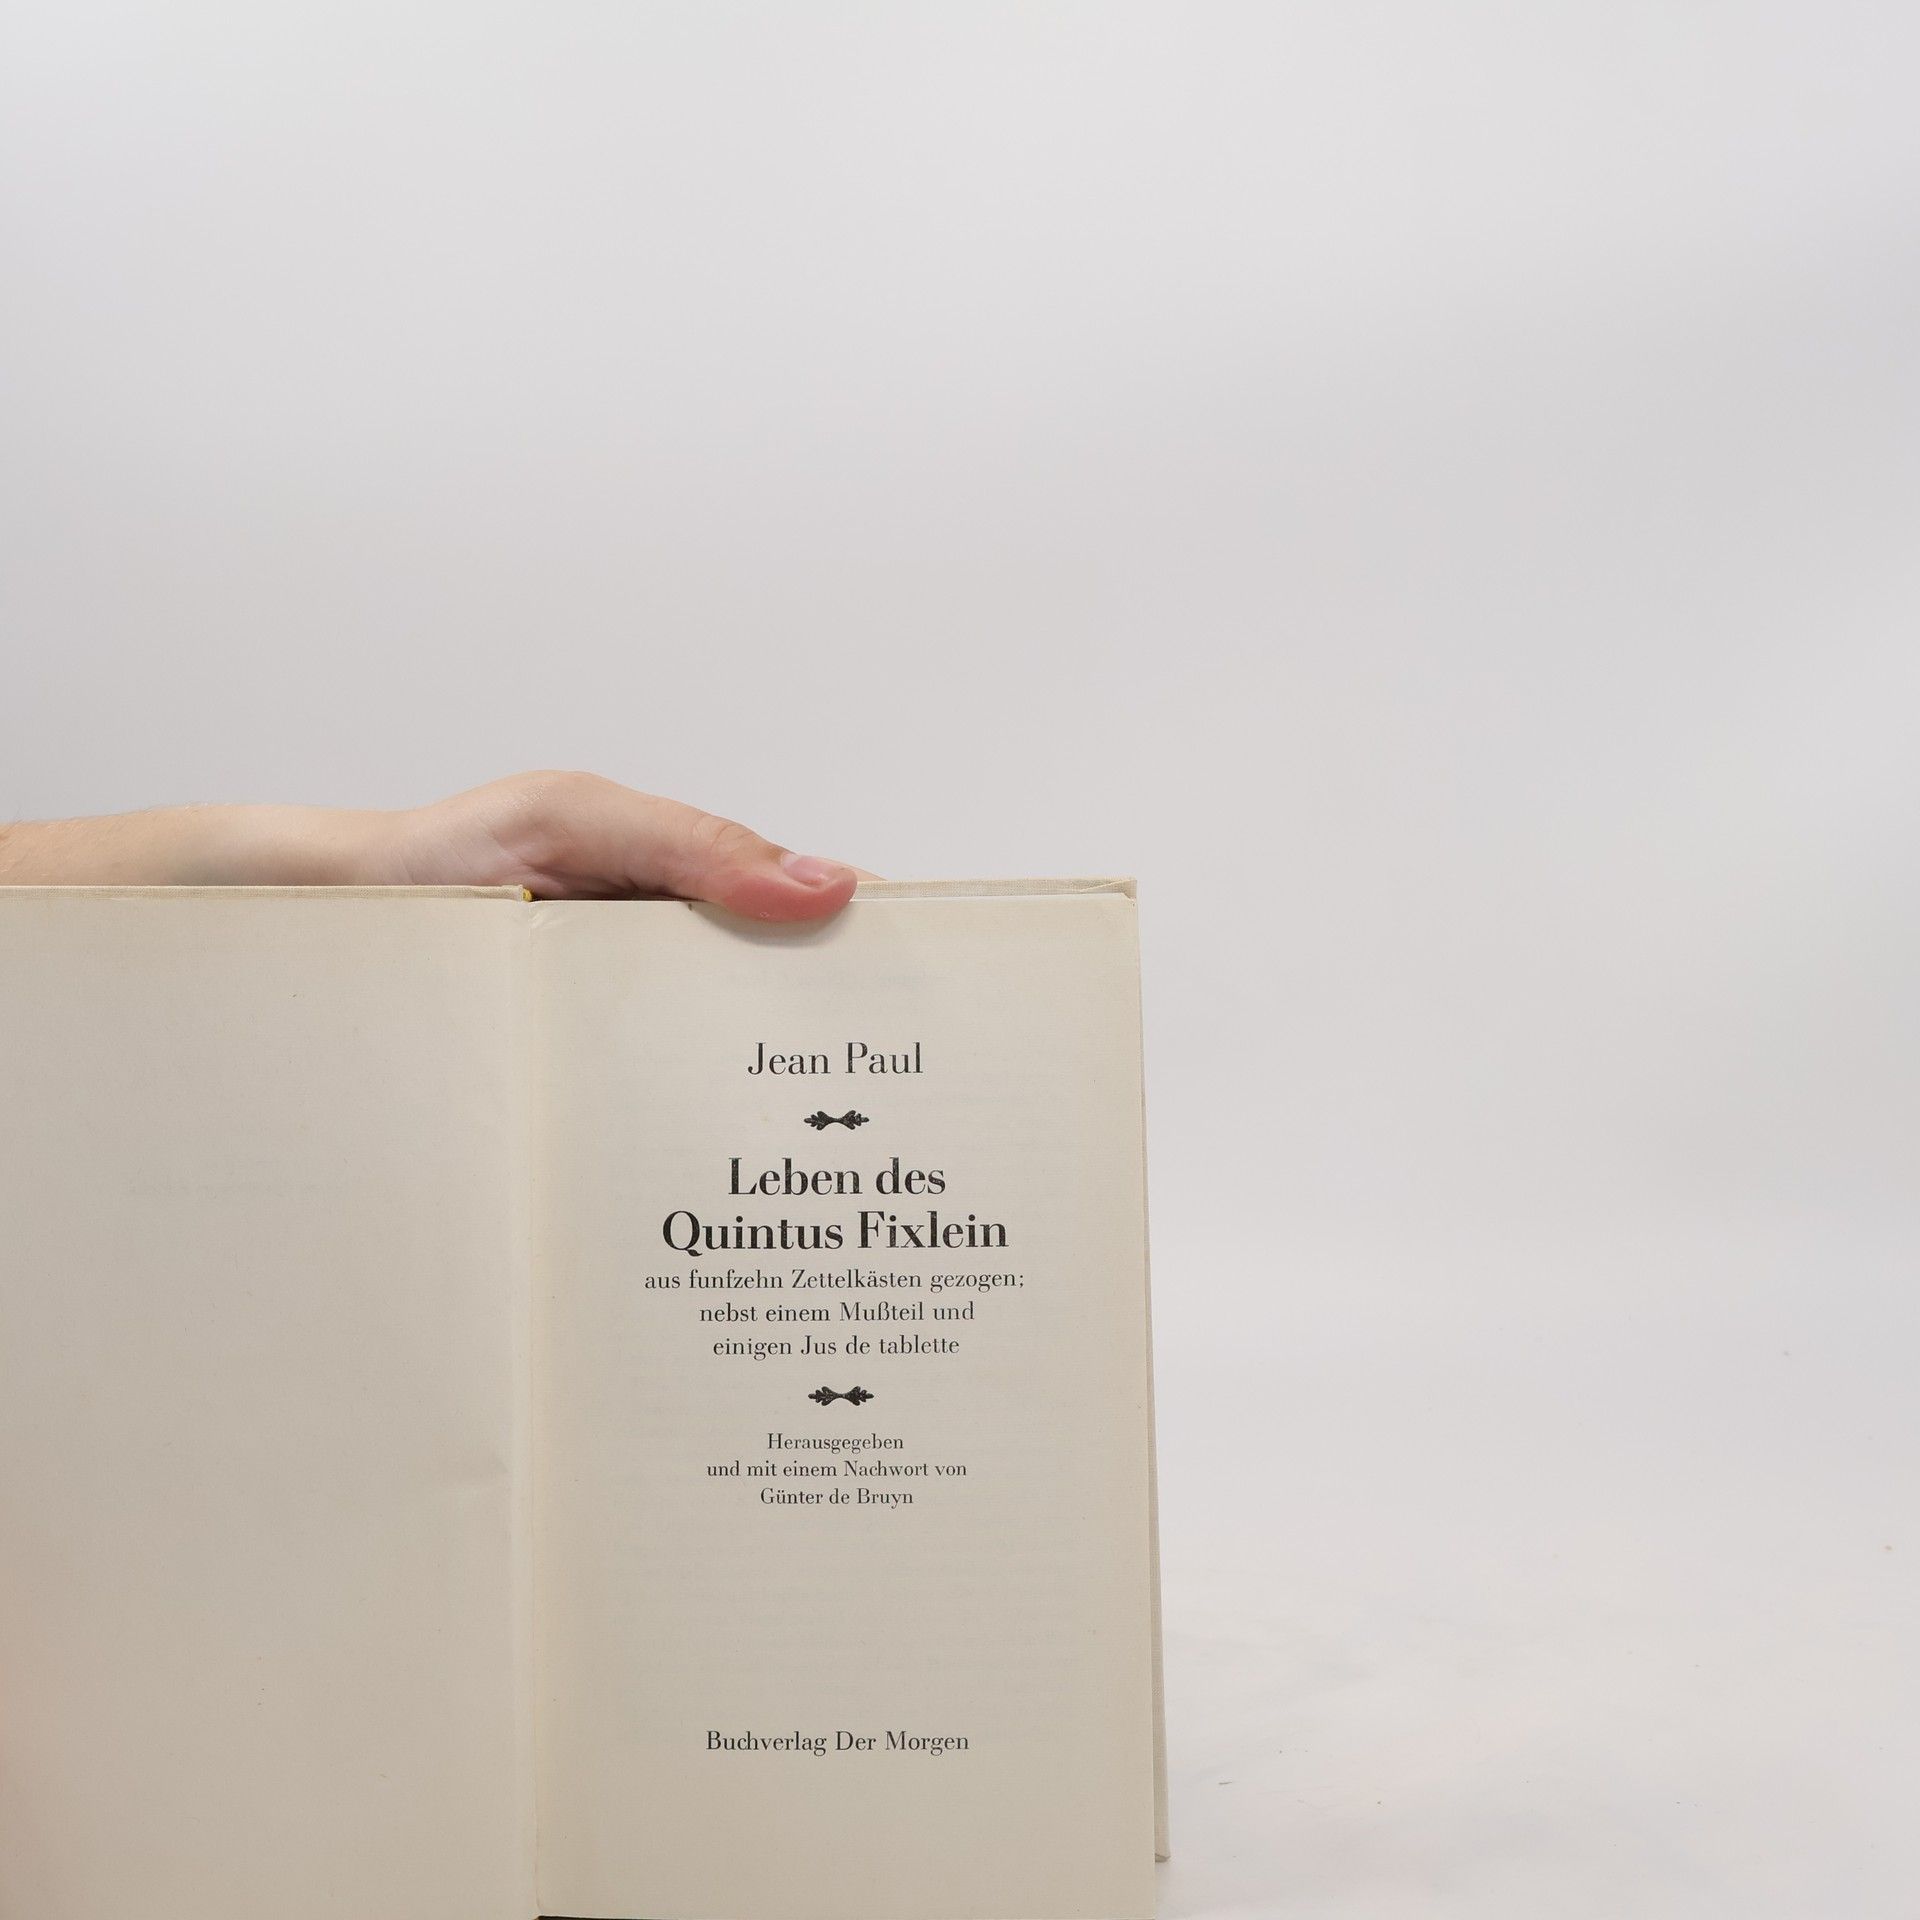 Jean Paul
Leben des
Quintus Fixlein
aus funfzehn Zettelkästen gezogen;
nebst einem Mußteil und
einigen Jus de tablette
Herausgegeben
und mit einem Nachwort von
Günter de Bruyn
Buchverlag Der Morgen